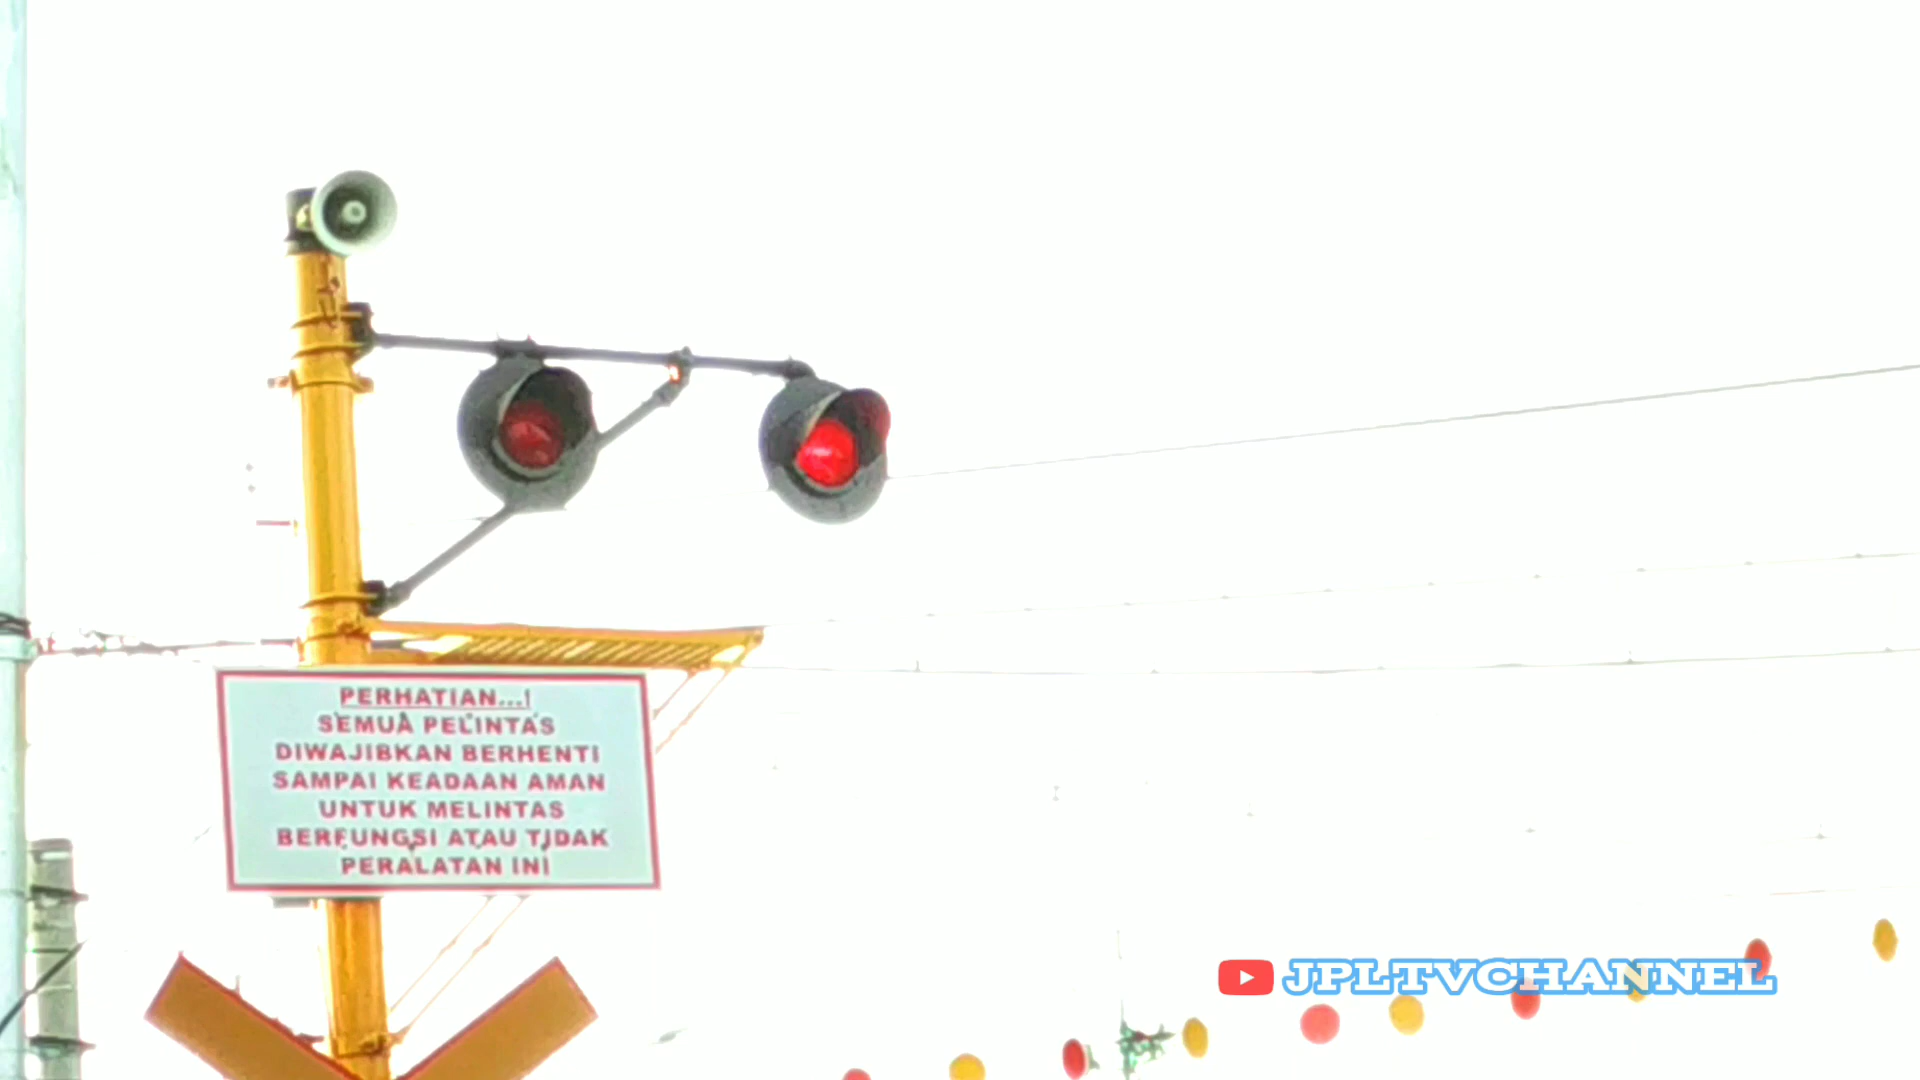 PERHATIAN...!
SEMUA PELINTAS
DIWAJIBKAN BERHENTI
SAMPAI KEADAAN AMAN
UNTUK MELINTAS
BERFUNGSI ATAU TIDAK
PERALATAN INI
JPLTVCHANNEL